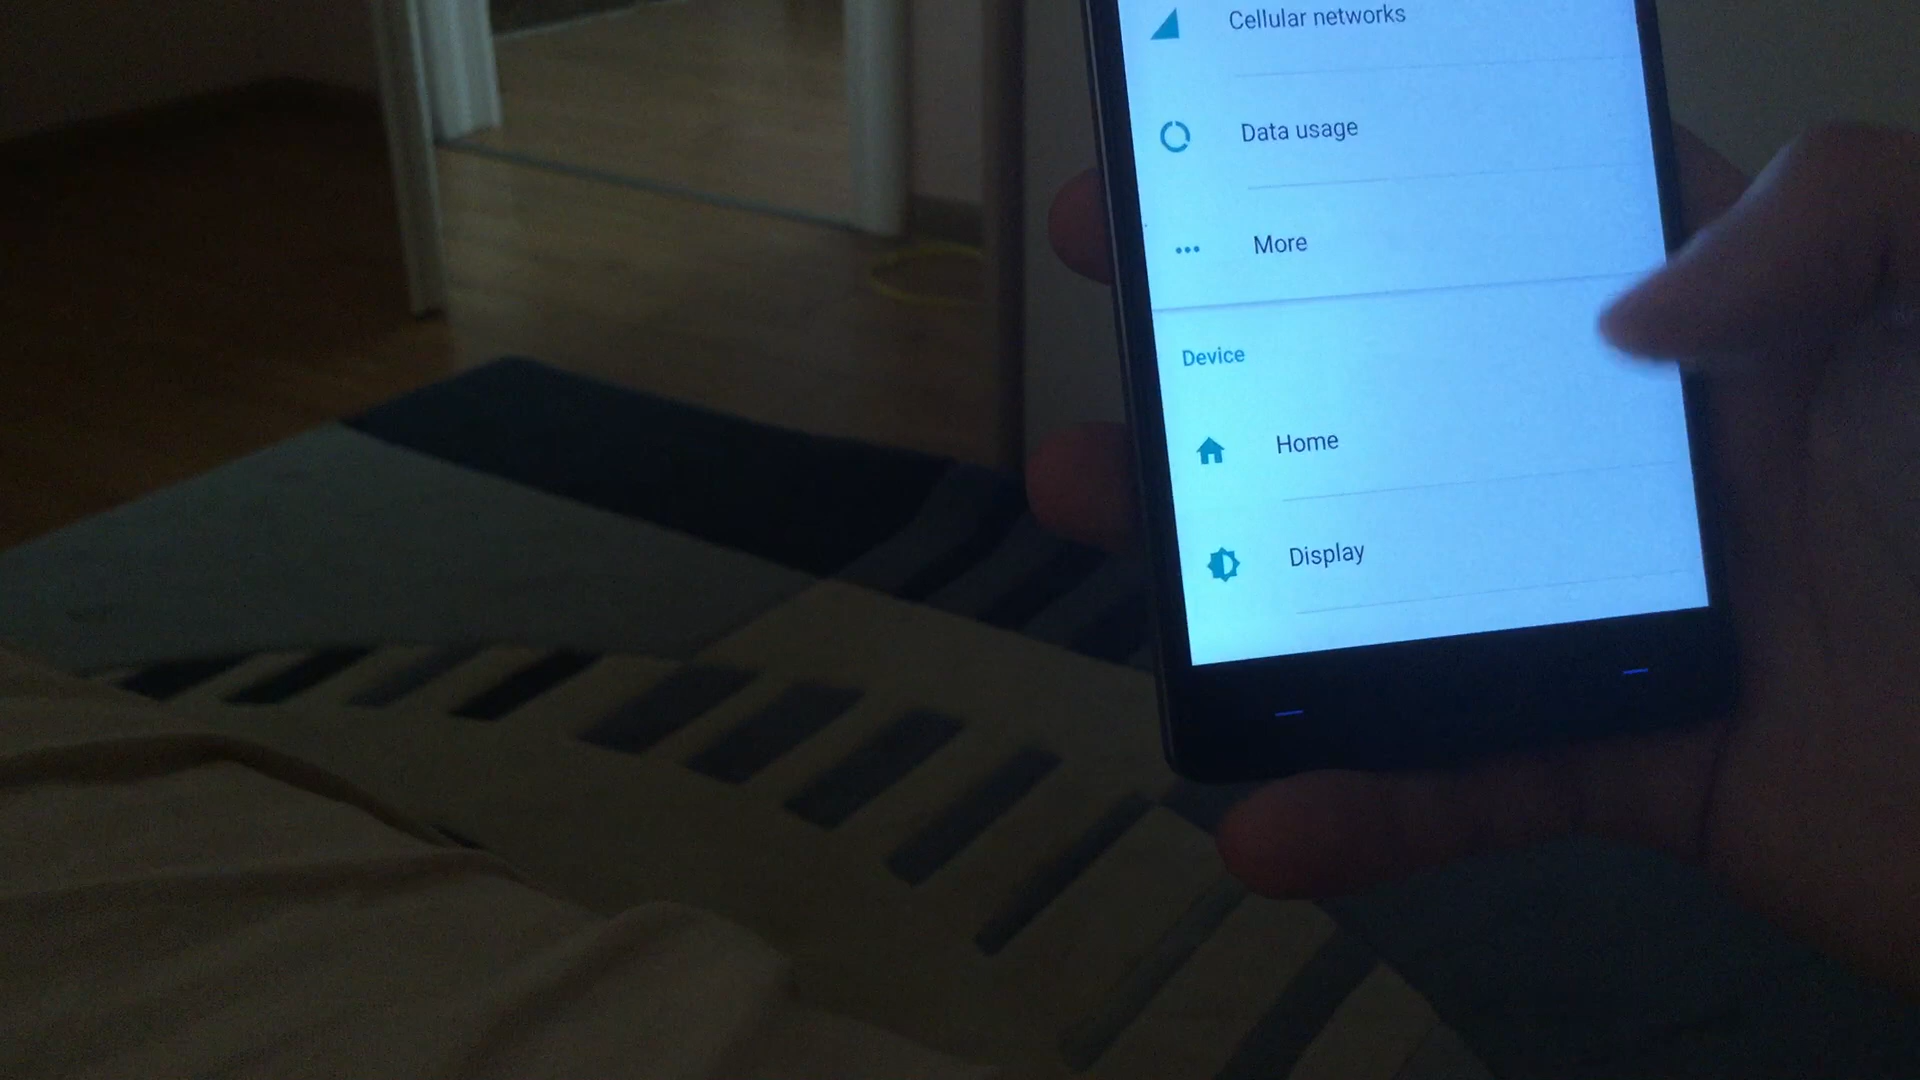 Cellular networks
Data usage
More
Device
Home
Display